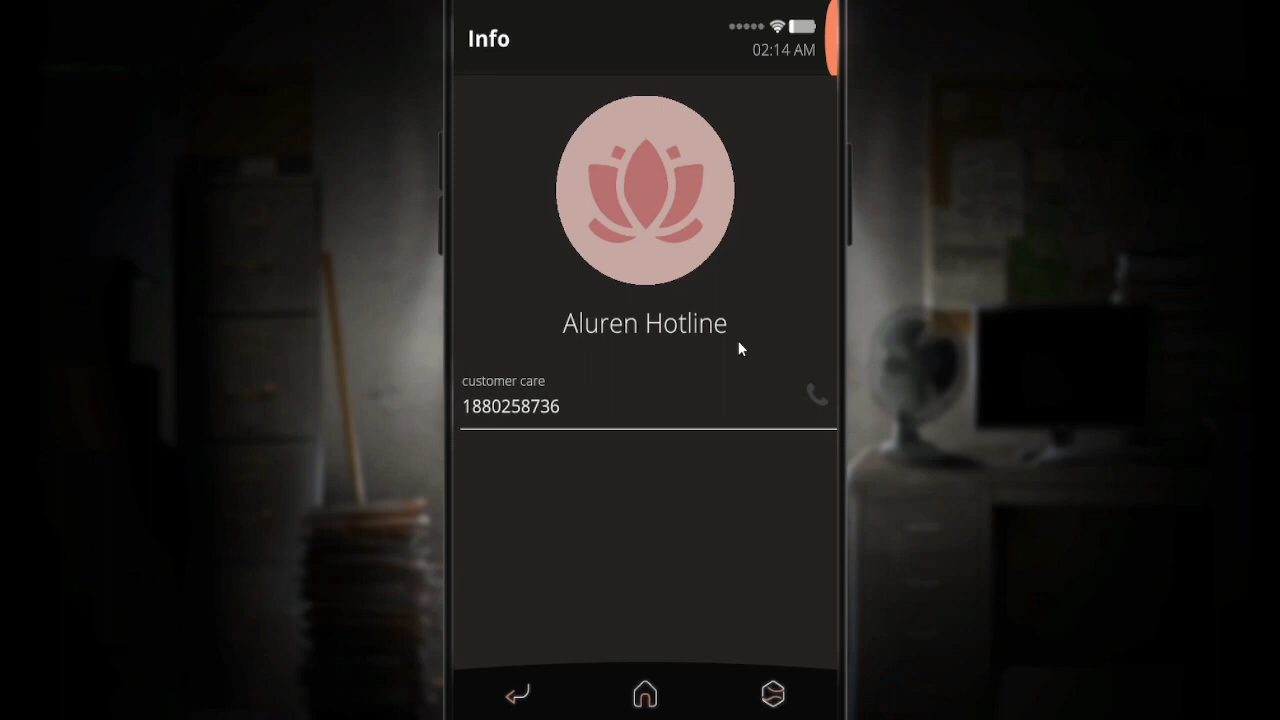 Info
02:14 AM
Aluren Hotline
customer care
1880258736